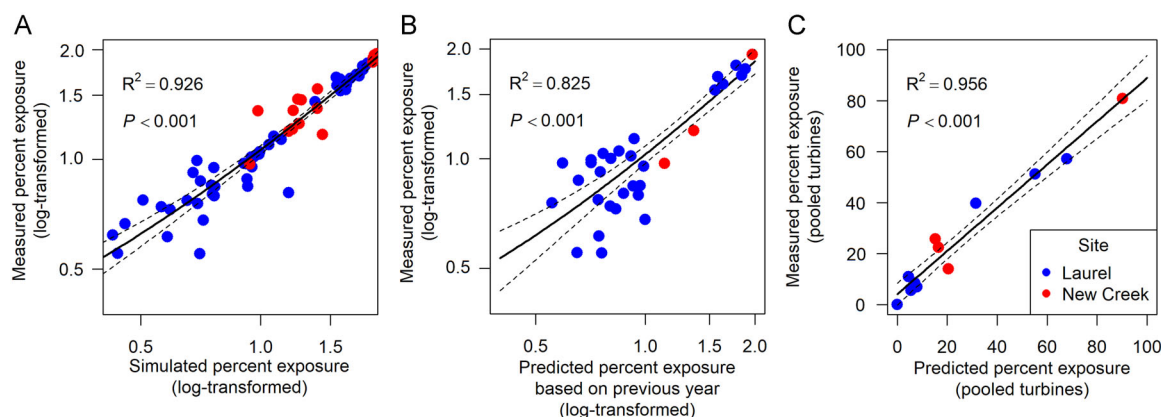 A
Measured percent exposure
(log-transformed)
2.0
1.5
1.0
0.5
R² = 0.926
P < 0.001
0.5 1.0 1.5
Simulated percent exposure
(log-transformed)
B
Measured percent exposure
(log-transformed)
2.0
1.5
1.0
0.5
R² = 0.825
P < 0.001
0.5 1.0 1.5 2.0
Predicted percent exposure
based on previous year
(log-transformed)
C
Measured percent exposure
(pooled turbines)
100
80
60
40
20
0
R² = 0.956
P < 0.001
Site
Laurel
New Creek
0 20 40 60 80 100
Predicted percent exposure
(pooled turbines)